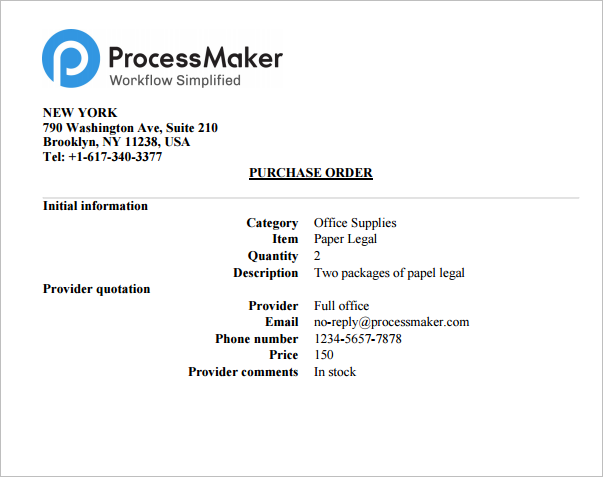 ProcessMaker
Workflow Simplified
NEW YORK
790 Washington Ave, Suite 210
Brooklyn, NY 11238, USA
Tel: +1-617-340-3377
PURCHASE ORDER
Initial information
Category Office Supplies
Item Paper Legal
Quantity 2
Description Two packages of papel legal
Provider quotation
Provider Full office
Email no-reply@processmaker.com
Phone number 1234-5657-7878
Price 150
Provider comments In stock